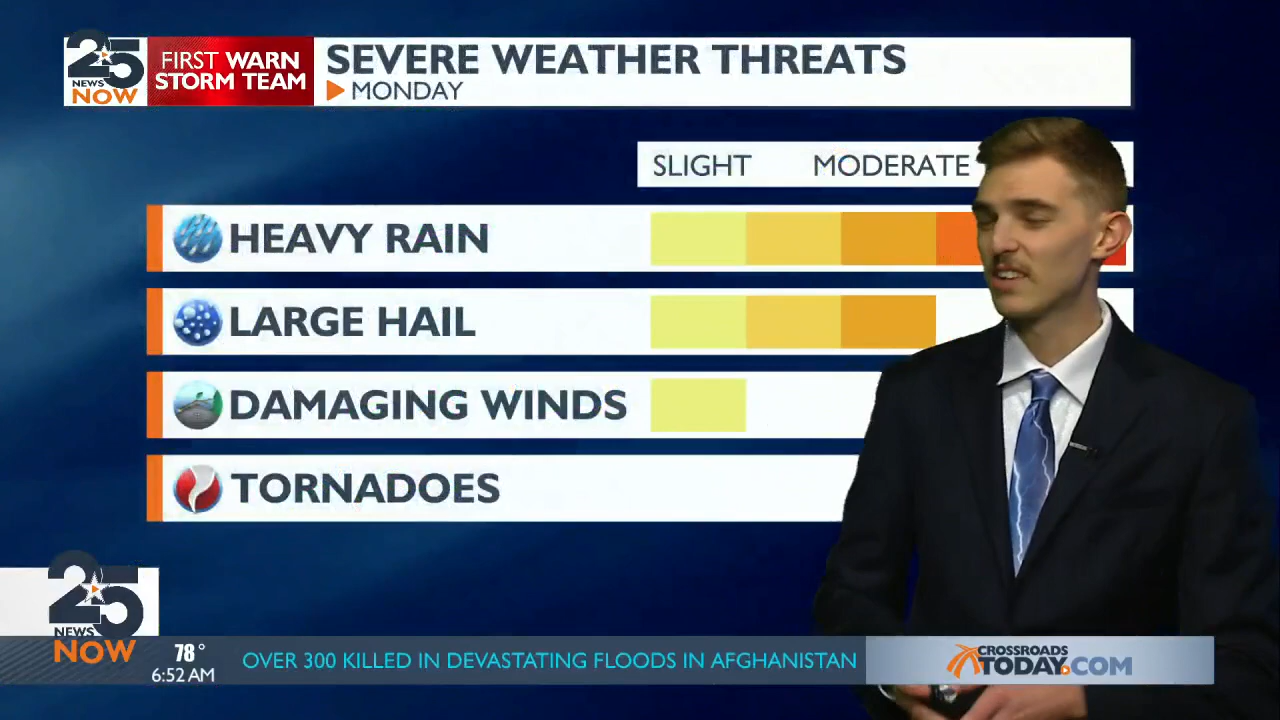 25
NEWS
NOW
FIRST WARN
STORM TEAM
SEVERE WEATHER THREATS
MONDAY
SLIGHT MODERATE
HEAVY RAIN
LARGE HAIL
DAMAGING WINDS
TORNADOES
25
NEWS
NOW
78°
6:52 AM
OVER 300 KILLED IN DEVASTATING FLOODS IN AFGHANISTAN
CROSSROADS
TODAY.COM